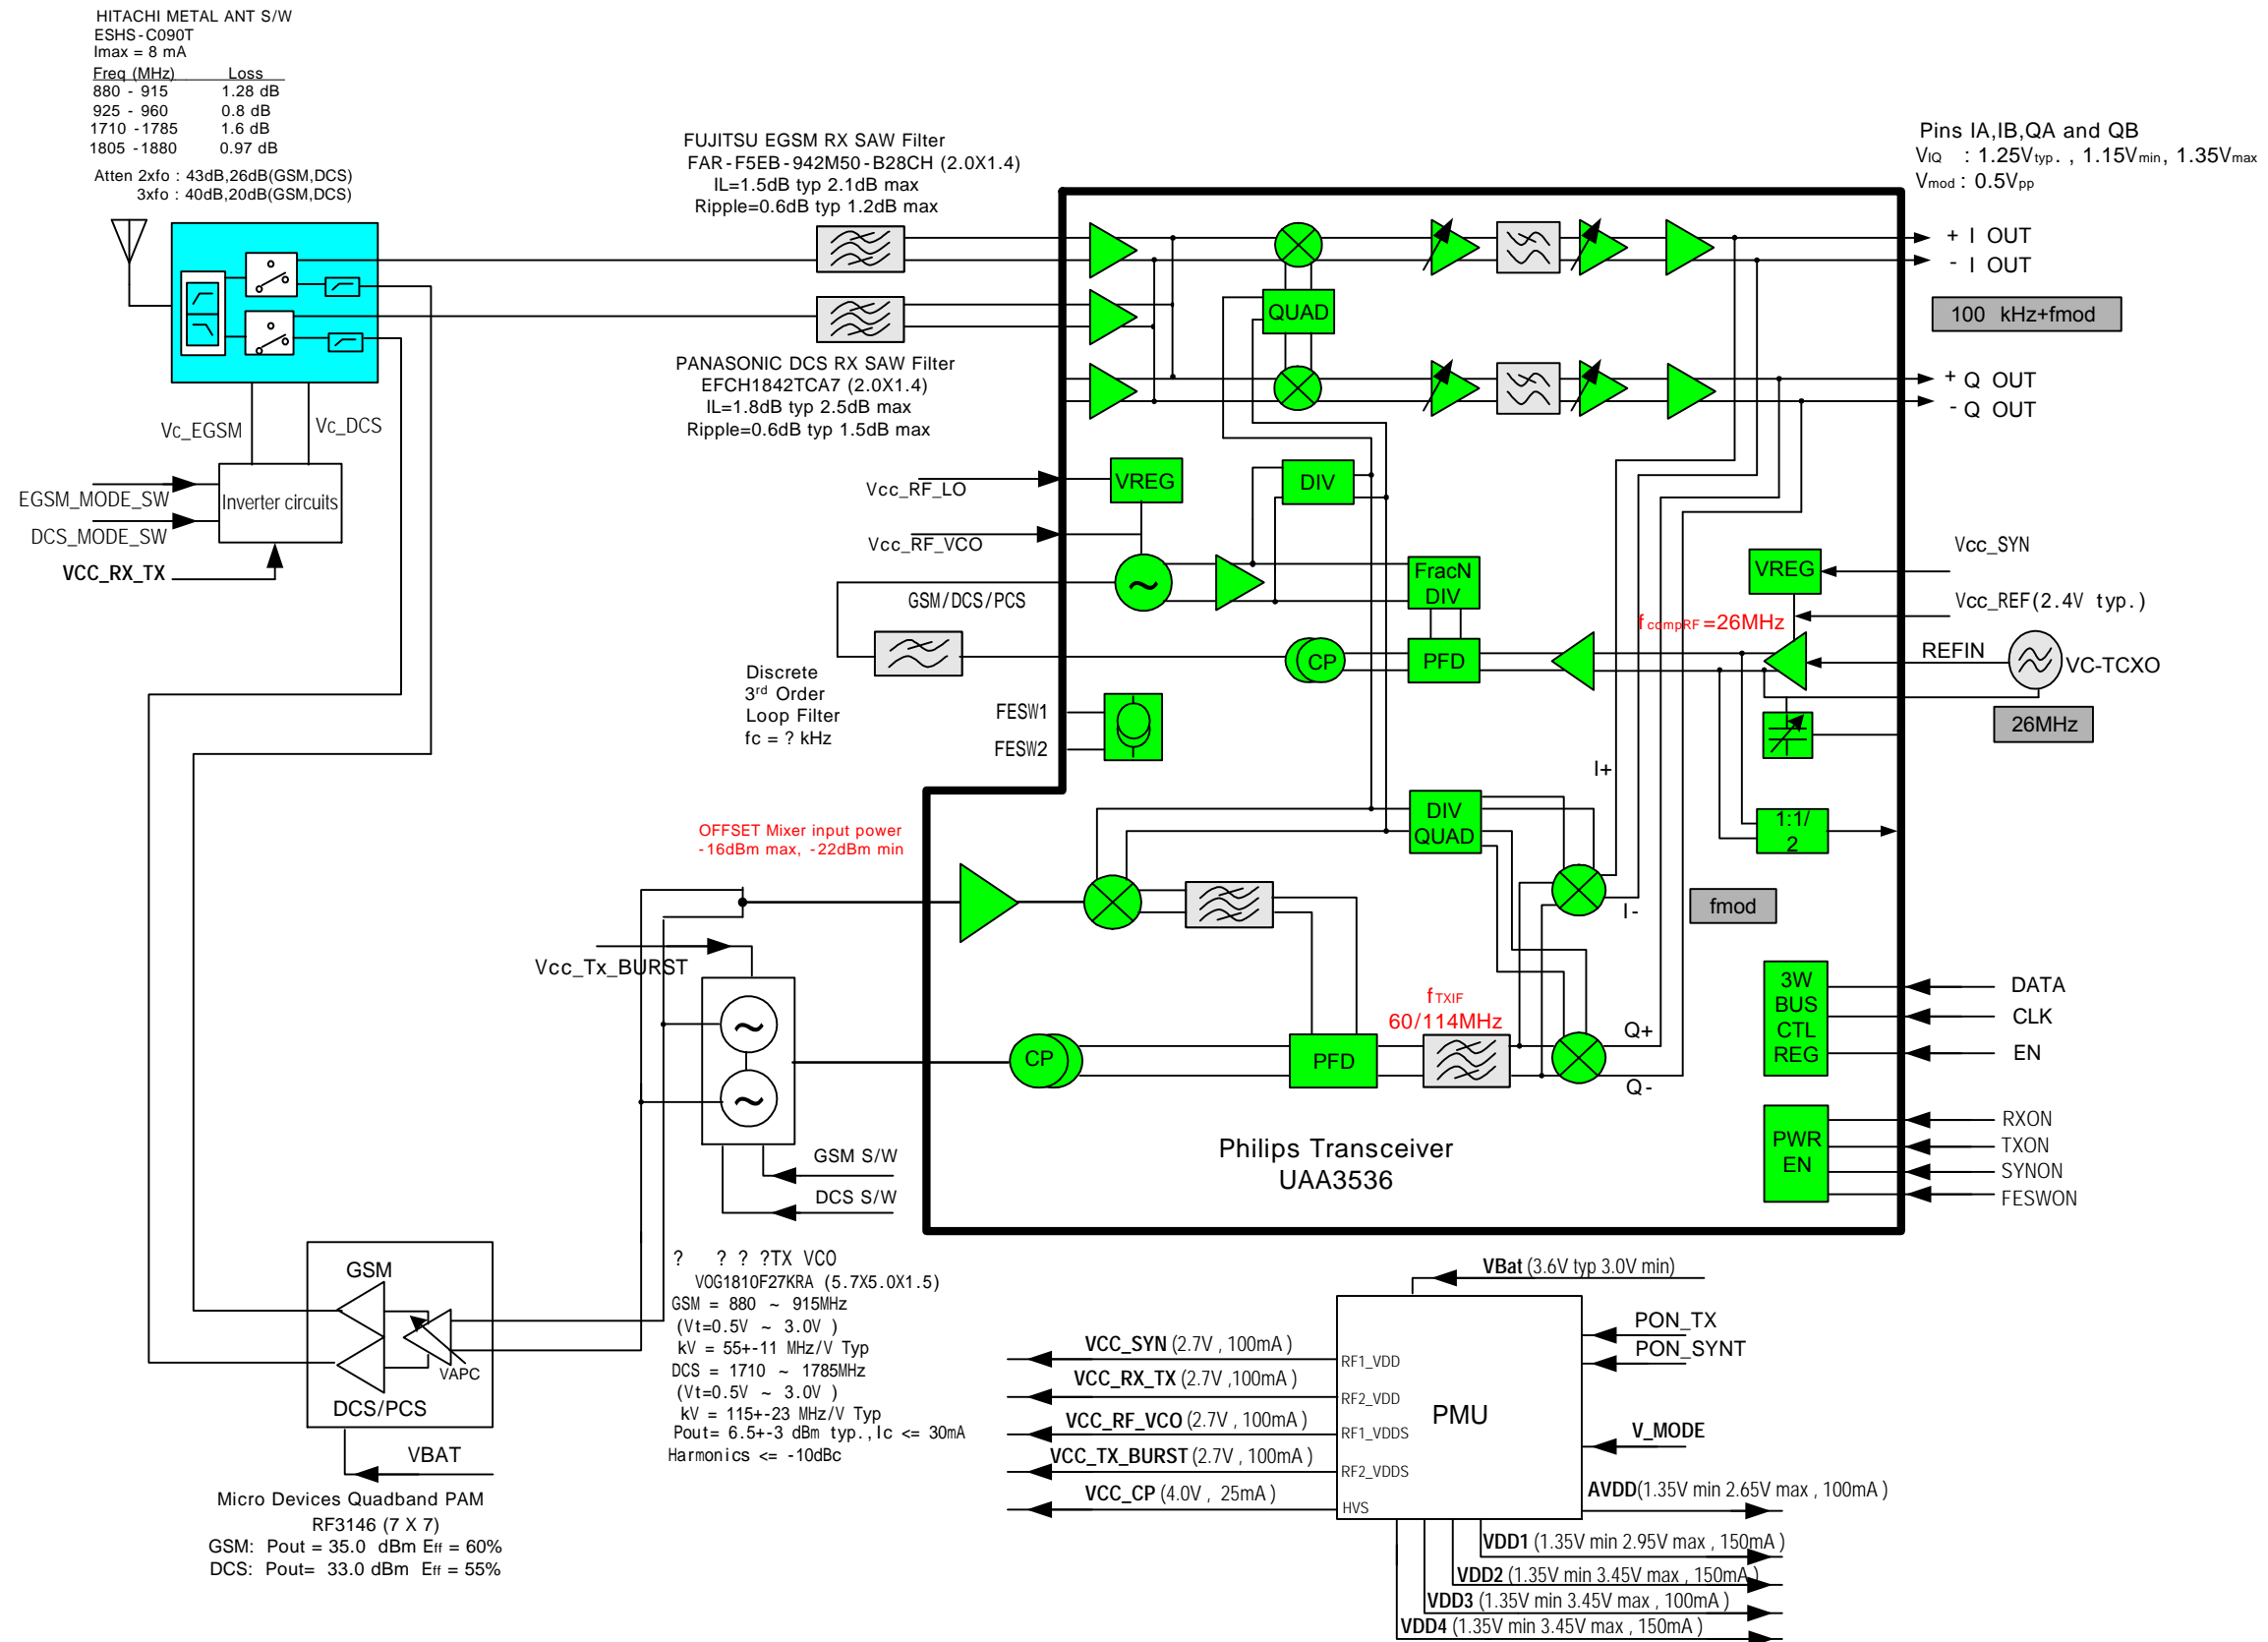 HITACHI METAL ANT S/W
ESHS-C090T
Imax = 8 mA
Freq (MHz) Loss
880 - 915 1.28 dB
925 - 960 0.8 dB
1710 -1785 1.6 dB
1805 -1880 0.97 dB
Atten 2xfo : 43dB,26dB(GSM,DCS)
3xfo : 40dB,20dB(GSM,DCS)
FUJITSU EGSM RX SAW Filter
FAR-F5EB-942M50-B28CH (2.0X1.4)
IL=1.5dB typ 2.1dB max
Ripple=0.6dB typ 1.2dB max
Pins IA,IB,QA and QB
VIQ : 1.25Vtyp. , 1.15Vmin, 1.35Vmax
Vmod : 0.5Vpp
+ I OUT
- I OUT
100 kHz+fmod
+ Q OUT
- Q OUT
QUAD
PANASONIC DCS RX SAW Filter
EFCH1842TCA7 (2.0X1.4)
IL=1.8dB typ 2.5dB max
Ripple=0.6dB typ 1.5dB max
Vc_EGSM
Vc_DCS
EGSM_MODE_SW
DCS_MODE_SW
Inverter circuits
VCC_RX_TX
Vcc_RF_LO
VREG
DIV
Vcc_RF_VCO
GSM/DCS/PCS
FracN
DIV
VREG
Vcc_SYN
Vcc_REF(2.4V typ.)
fcompRF =26MHz
REFIN
VC-TCXO
26MHz
CP
PFD
Discrete
3rd Order
Loop Filter
fc = ? kHz
FESW1
FESW2
I+
DIV
QUAD
1:1/
2
OFFSET Mixer input power
-16dBm max, -22dBm min
I-
fmod
Vcc_Tx_BURST
fTXIF
60/114MHz
CP
PFD
Q+
Q-
3W
BUS
CTL
REG
DATA
CLK
EN
PWR
EN
RXON
TXON
SYNON
FESWON
GSM S/W
DCS S/W
Philips Transceiver
UAA3536
GSM
VAPC
DCS/PCS
VBAT
Micro Devices Quadband PAM
RF3146 (7 X 7)
GSM: Pout = 35.0 dBm Eff = 60%
DCS: Pout= 33.0 dBm Eff = 55%
? ? ? ?TX VCO
VOG1810F27KRA (5.7X5.0X1.5)
GSM = 880 ~ 915MHz
(Vt=0.5V ~ 3.0V )
kV = 55+-11 MHz/V Typ
DCS = 1710 ~ 1785MHz
(Vt=0.5V ~ 3.0V )
kV = 115+-23 MHz/V Typ
Pout= 6.5+-3 dBm typ.,Ic <= 30mA
Harmonics <= -10dBc
VBat (3.6V typ 3.0V min)
PMU
PON_TX
PON_SYNT
V_MODE
VCC_SYN (2.7V , 100mA )
RF1_VDD
VCC_RX_TX (2.7V ,100mA )
RF2_VDD
VCC_RF_VCO (2.7V , 100mA )
RF1_VDDS
VCC_TX_BURST (2.7V , 100mA )
RF2_VDDS
VCC_CP (4.0V , 25mA )
HVS
AVDD(1.35V min 2.65V max , 100mA )
VDD1 (1.35V min 2.95V max , 150mA )
VDD2 (1.35V min 3.45V max , 150mA )
VDD3 (1.35V min 3.45V max , 100mA )
VDD4 (1.35V min 3.45V max , 150mA )